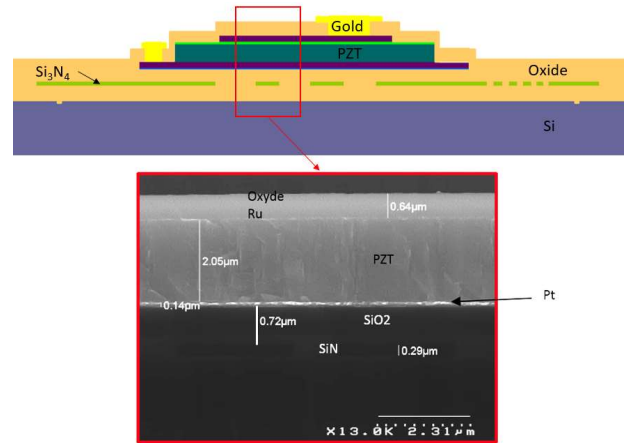 Gold
PZT
Si₃N₄
Oxide
Si
Oxyde
Ru
0.64µm
2.05µm
PZT
0.14µm
Pt
0.72µm
SiO2
SiN
0.29µm
X13.0K 2.31µm